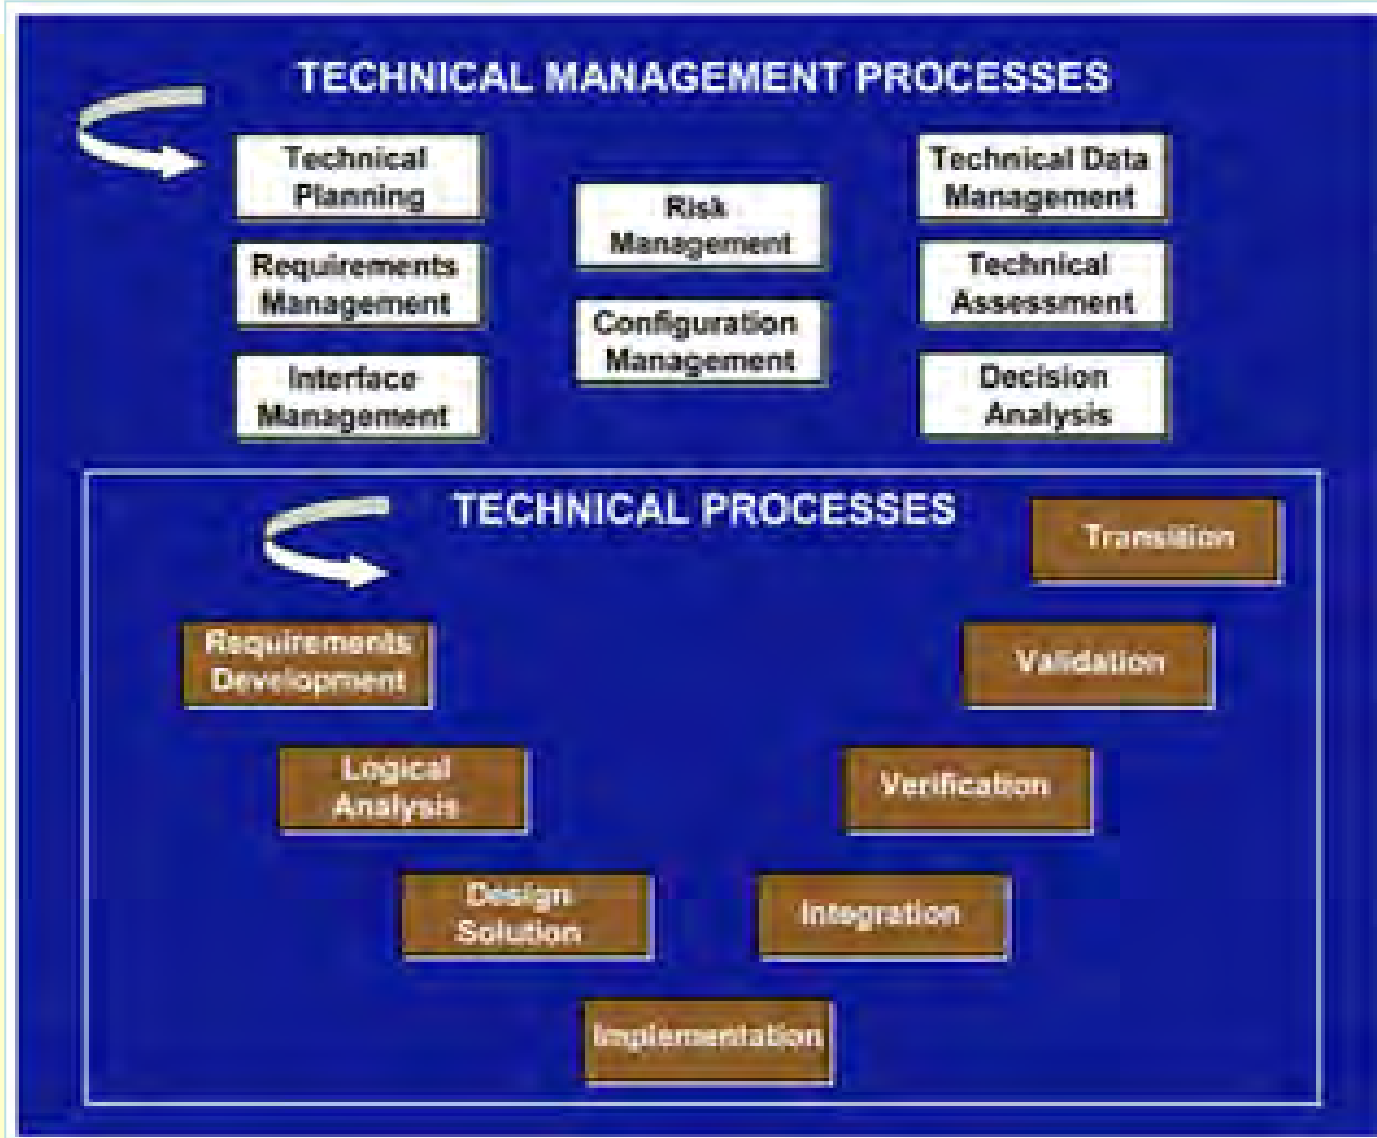 TECHNICAL MANAGEMENT PROCESSES
Technical
Planning
Requirements
Management
Interface
Management
Risk
Management
Configuration
Management
Technical Data
Management
Technical
Assessment
Decision
Analysis
TECHNICAL PROCESSES
Requirements
Development
Logical
Analysis
Design
Solution
Implementation
Integration
Verification
Validation
Transition